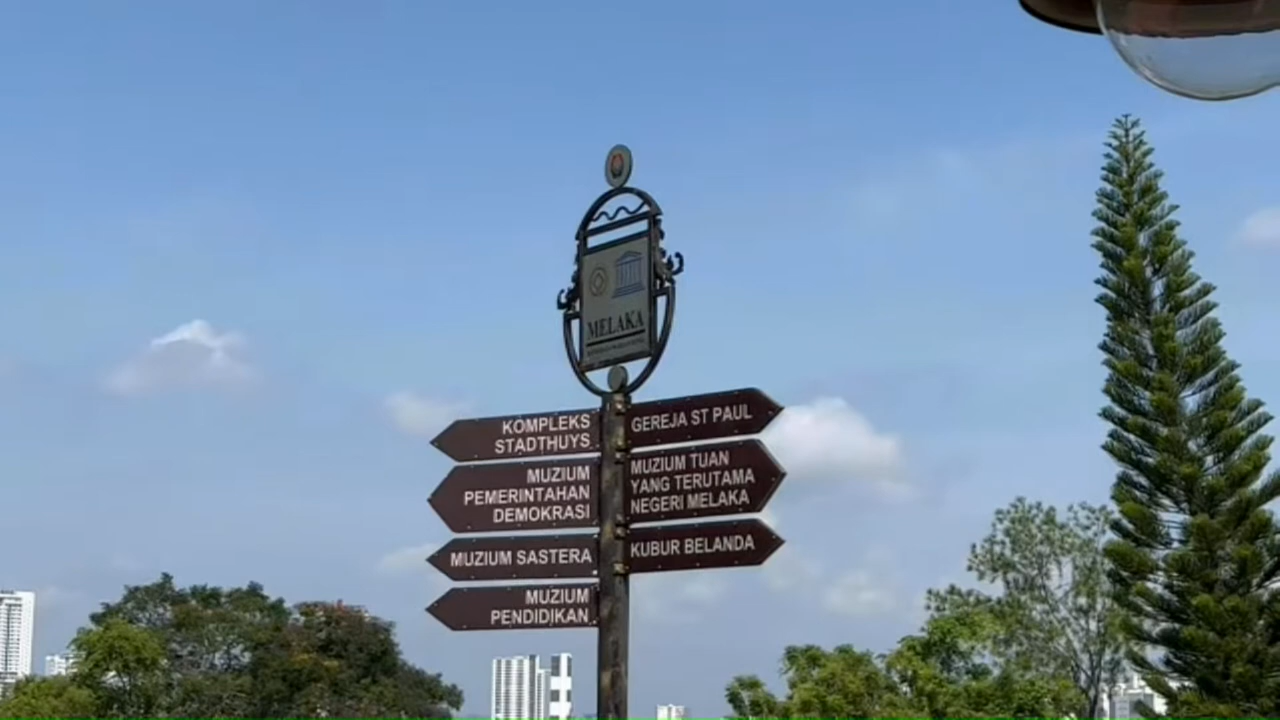 MELAKA
KOMPLEKS
STADTHUYS
MUZIUM
PEMERINTAHAN
DEMOKRASI
MUZIUM SASTERA
MUZIUM
PENDIDIKAN
GEREJA ST PAUL
MUZIUM TUAN
YANG TERUTAMA
NEGERI MELAKA
KUBUR BELANDA